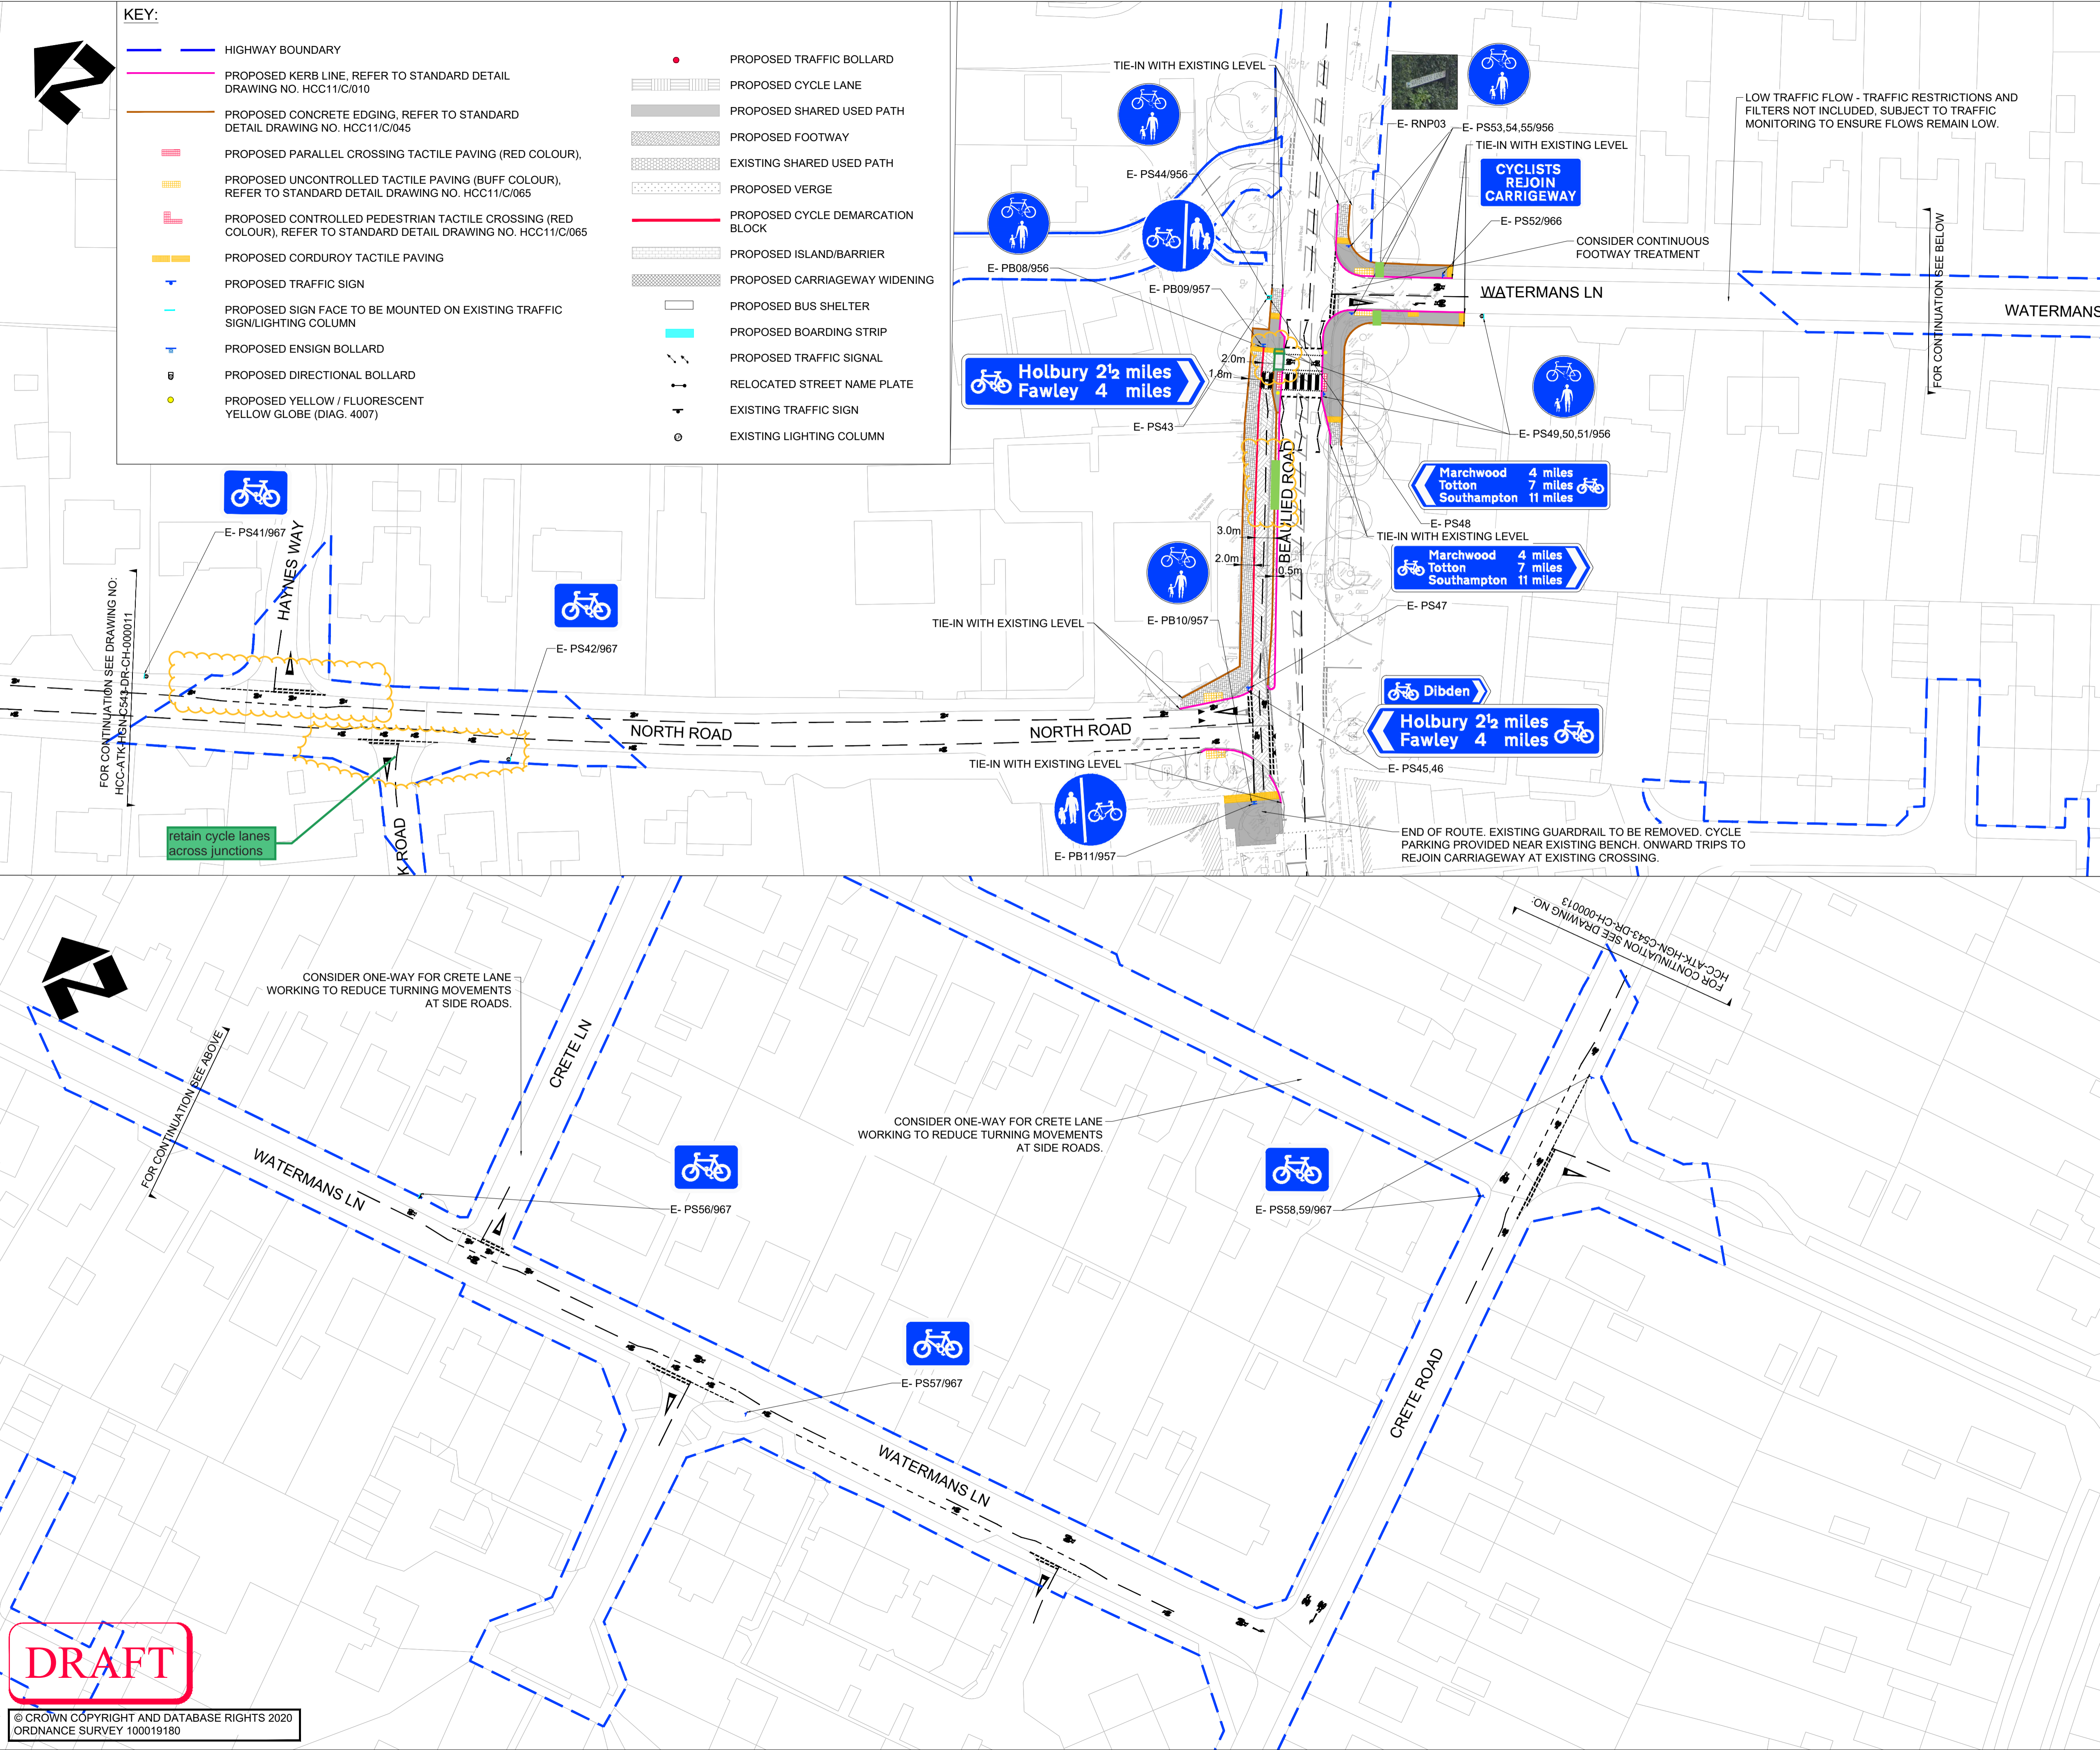 KEY:
HIGHWAY BOUNDARY
PROPOSED KERB LINE, REFER TO STANDARD DETAIL
DRAWING NO. HCC11/C/010
PROPOSED CONCRETE EDGING, REFER TO STANDARD
DETAIL DRAWING NO. HCC11/C/045
PROPOSED PARALLEL CROSSING TACTILE PAVING (RED COLOUR),
PROPOSED UNCONTROLLED TACTILE PAVING (BUFF COLOUR),
REFER TO STANDARD DETAIL DRAWING NO. HCC11/C/065
PROPOSED CONTROLLED PEDESTRIAN TACTILE CROSSING (RED
COLOUR), REFER TO STANDARD DETAIL DRAWING NO. HCC11/C/065
PROPOSED CORDUROY TACTILE PAVING
PROPOSED TRAFFIC SIGN
PROPOSED SIGN FACE TO BE MOUNTED ON EXISTING TRAFFIC
SIGN/LIGHTING COLUMN
PROPOSED ENSIGN BOLLARD
PROPOSED DIRECTIONAL BOLLARD
PROPOSED YELLOW / FLUORESCENT
YELLOW GLOBE (DIAG. 4007)
PROPOSED TRAFFIC BOLLARD
PROPOSED CYCLE LANE
PROPOSED SHARED USED PATH
PROPOSED FOOTWAY
EXISTING SHARED USED PATH
PROPOSED VERGE
PROPOSED CYCLE DEMARCATION
BLOCK
PROPOSED ISLAND/BARRIER
PROPOSED CARRIAGEWAY WIDENING
PROPOSED BUS SHELTER
PROPOSED BOARDING STRIP
PROPOSED TRAFFIC SIGNAL
RELOCATED STREET NAME PLATE
EXISTING TRAFFIC SIGN
EXISTING LIGHTING COLUMN
TIE-IN WITH EXISTING LEVEL
E- PS44/956
E- PB08/956
E- PB09/957
E- RNP03
E- PS53,54,55/956
TIE-IN WITH EXISTING LEVEL
CYCLISTS
REJOIN
CARRIGEWAY
E- PS52/966
CONSIDER CONTINUOUS
FOOTWAY TREATMENT
LOW TRAFFIC FLOW - TRAFFIC RESTRICTIONS AND
FILTERS NOT INCLUDED, SUBJECT TO TRAFFIC
MONITORING TO ENSURE FLOWS REMAIN LOW.
FOR CONTINUATION SEE BELOW
WATERMANS LN
WATERMANS
2.0m
1.8m
Holbury 2½ miles
Fawley 4 miles
E- PS43
E- PS49,50,51/956
Marchwood 4 miles
Totton 7 miles
Southampton 11 miles
E- PS48
TIE-IN WITH EXISTING LEVEL
Marchwood 4 miles
Totton 7 miles
Southampton 11 miles
E- PS47
BEAULIED ROAD
3.0m
2.0m
0.5m
E- PB10/957
TIE-IN WITH EXISTING LEVEL
E- PS41/967
HAYNES WAY
E- PS42/967
FOR CONTINUATION SEE DRAWING NO:
HCC-ATK-HGN-C543-DR-CH-000011
NORTH ROAD
NORTH ROAD
K ROAD
retain cycle lanes
across junctions
Dibden
Holbury 2½ miles
Fawley 4 miles
E- PS45,46
TIE-IN WITH EXISTING LEVEL
E- PB11/957
END OF ROUTE. EXISTING GUARDRAIL TO BE REMOVED. CYCLE
PARKING PROVIDED NEAR EXISTING BENCH. ONWARD TRIPS TO
REJOIN CARRIAGEWAY AT EXISTING CROSSING.
FOR CONTINUATION SEE DRAWING NO:
HCC-ATK-HGN-C543-DR-CH-000013
CONSIDER ONE-WAY FOR CRETE LANE
WORKING TO REDUCE TURNING MOVEMENTS
AT SIDE ROADS.
CRETE LN
FOR CONTINUATION SEE ABOVE
CONSIDER ONE-WAY FOR CRETE LANE
WORKING TO REDUCE TURNING MOVEMENTS
AT SIDE ROADS.
WATERMANS LN
E- PS56/967
E- PS58,59/967
E- PS57/967
CRETE ROAD
WATERMANS LN
DRAFT
© CROWN COPYRIGHT AND DATABASE RIGHTS 2020
ORDNANCE SURVEY 100019180